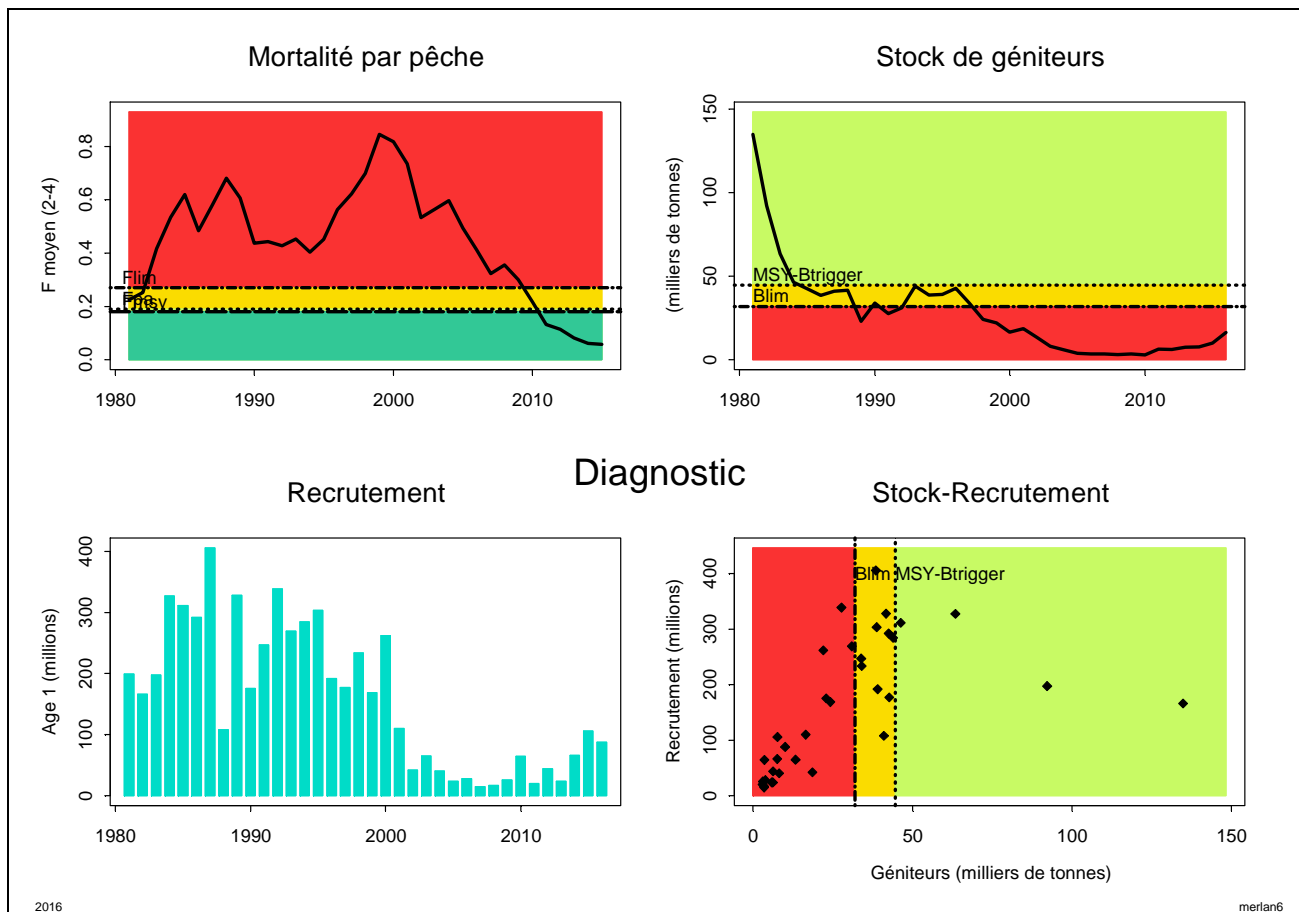 Mortalité par pêche
F moyen (2-4)
0.0 0.2 0.4 0.6 0.8
Flim
Fpa
Fmsy
1980 1990 2000 2010
Stock de géniteurs
(milliers de tonnes)
0 50 100 150
MSY-Btrigger
Blim
1980 1990 2000 2010
Diagnostic
Recrutement
Age 1 (millions)
0 100 200 300 400
1980 1990 2000 2010
Stock-Recrutement
Recrutement (millions)
0 100 200 300 400
Blim MSY-Btrigger
0 50 100 150
Géniteurs (milliers de tonnes)
2016
merlan6